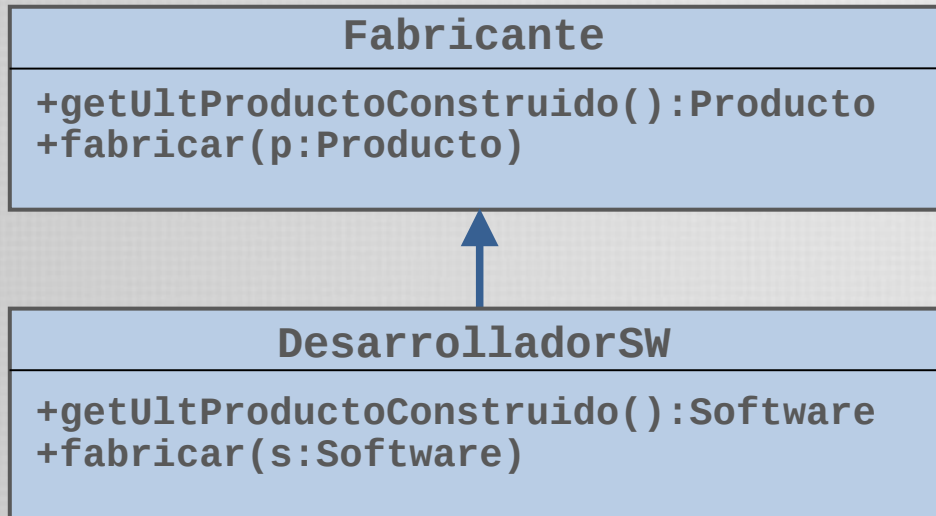 Fabricante
+getUltProductoConstruido():Producto
+fabricar(p:Producto)
DesarrolladorSW
+getUltProductoConstruido():Software
+fabricar(s:Software)